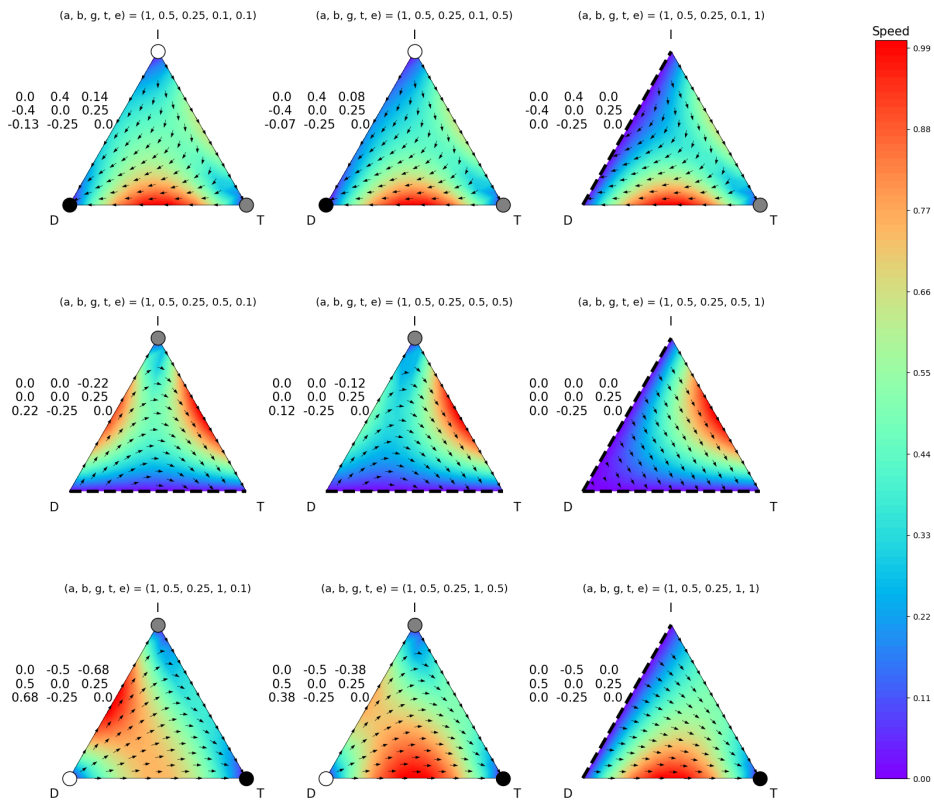 (a, b, g, t, e) = (1, 0.5, 0.25, 0.1, 0.1)
I
0.0 0.4 0.14
-0.4 0.0 0.25
-0.13 -0.25 0.0
D T
(a, b, g, t, e) = (1, 0.5, 0.25, 0.1, 0.5)
I
0.0 0.4 0.08
-0.4 0.0 0.25
-0.07 -0.25 0.0
D T
(a, b, g, t, e) = (1, 0.5, 0.25, 0.1, 1)
I
0.0 0.4 0.0
-0.4 0.0 0.25
0.0 -0.25 0.0
D T
(a, b, g, t, e) = (1, 0.5, 0.25, 0.5, 0.1)
I
0.0 0.0 -0.22
0.0 0.0 0.25
0.22 -0.25 0.0
D T
(a, b, g, t, e) = (1, 0.5, 0.25, 0.5, 0.5)
I
0.0 0.0 -0.12
0.0 0.0 0.25
0.12 -0.25 0.0
D T
(a, b, g, t, e) = (1, 0.5, 0.25, 0.5, 1)
I
0.0 0.0 0.0
0.0 0.0 0.25
0.0 -0.25 0.0
D T
(a, b, g, t, e) = (1, 0.5, 0.25, 1, 0.1)
I
0.0 -0.5 -0.68
0.5 0.0 0.25
0.68 -0.25 0.0
D T
(a, b, g, t, e) = (1, 0.5, 0.25, 1, 0.5)
I
0.0 -0.5 -0.38
0.5 0.0 0.25
0.38 -0.25 0.0
D T
(a, b, g, t, e) = (1, 0.5, 0.25, 1, 1)
I
0.0 -0.5 0.0
0.5 0.0 0.25
0.0 -0.25 0.0
D T
Speed
0.99
0.88
0.77
0.66
0.55
0.44
0.33
0.22
0.11
0.00